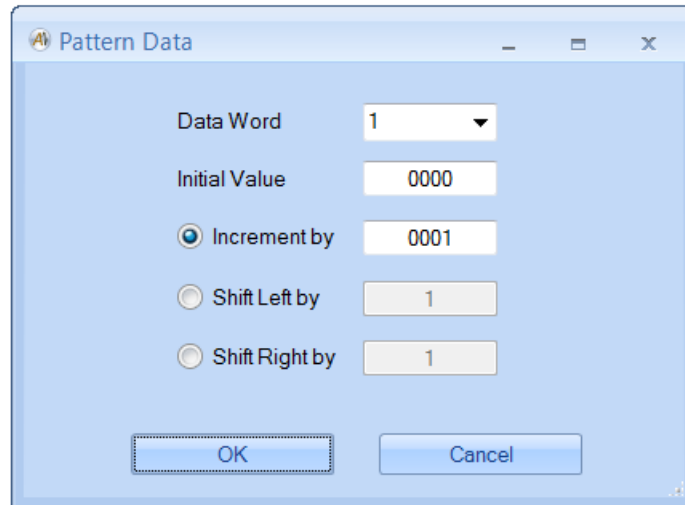 Pattern Data
Data Word 1
Initial Value 0000
Increment by 0001
Shift Left by 1
Shift Right by 1
OK Cancel